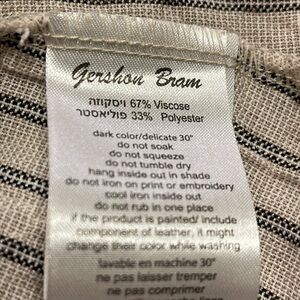 Gershon Bram
ויסקוזה 67% Viscose
פוליאסטר 33% Polyester
dark color/delicate 30°
do not soak
do not squeeze
do not tumble dry
hang inside out in shade
do not iron on print or embroidery
cool iron inside out
do not rub in one place
if the product is painted/ include
component of leather, it might
change their color while washing
lavable en machine 30°
ne pas laisser tremper
ne pas comprimer